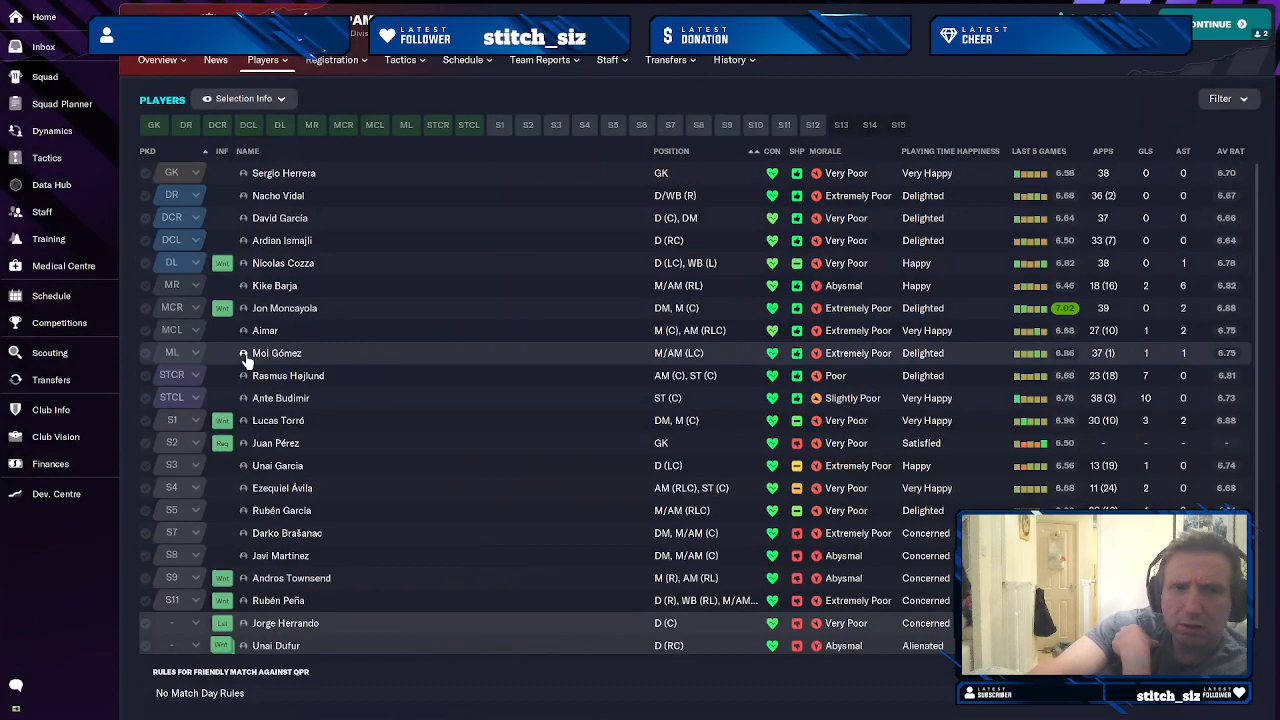 Home
CONTINUE
2
LATEST FOLLOWER stitch_siz
LATEST DONATION
LATEST CHEER
Inbox
Overview News Players Registration Tactics Schedule Team Reports Staff Transfers History
Squad
Squad Planner
Dynamics
Tactics
Data Hub
Staff
Training
Medical Centre
Schedule
Competitions
Scouting
Transfers
Club Info
Club Vision
Finances
Dev. Centre
PLAYERS Selection Info Filter
GK DR DCR DCL DL MR MCR MCL ML STCR STCL S1 S2 S3 S4 S5 S6 S7 S8 S9 S10 S11 S12 S13 S14 S15
PKD INF NAME POSITION CON SHP MORALE PLAYING TIME HAPPINESS LAST 5 GAMES APPS GLS AST AV RAT
GK Sergio Herrera GK Very Poor Very Happy 6.58 38 0 0 6.70
DR Nacho Vidal D/WB (R) Extremely Poor Delighted 6.68 36 (2) 0 0 6.67
DCR David García D (C), DM Very Poor Delighted 6.64 37 0 0 6.66
DCL Ardian Ismajli D (RC) Very Poor Delighted 6.50 33 (7) 0 0 6.64
DL Wnt Nicolas Cozza D (LC), WB (L) Very Poor Happy 6.82 38 0 1 6.78
MR Kike Barja M/AM (RL) Abysmal Happy 6.46 18 (16) 2 6 6.82
MCR Wnt Jon Moncayola DM, M (C) Extremely Poor Delighted 7.02 39 0 2 6.88
MCL Aimar M (C), AM (RLC) Extremely Poor Very Happy 6.68 27 (10) 1 2 6.75
ML Moi Gómez M/AM (LC) Extremely Poor Delighted 6.86 37 (1) 1 1 6.75
STCR Rasmus Højlund AM (C), ST (C) Poor Delighted 6.68 23 (18) 7 0 6.81
STCL Ante Budimir ST (C) Slightly Poor Very Happy 6.76 38 (3) 10 0 6.73
S1 Wnt Lucas Torró DM, M (C) Extremely Poor Very Happy 6.96 30 (10) 3 2 6.88
S2 Req Juan Pérez GK Very Poor Satisfied 6.50 - - - -
S3 Unai García D (LC) Extremely Poor Happy 6.56 13 (19) 1 0 6.74
S4 Ezequiel Ávila AM (RLC), ST (C) Very Poor Very Happy 6.68 11 (24) 2 0 6.68
S5 Rubén García M/AM (RLC) Very Poor Delighted
S7 Darko Brašanac DM, M/AM (C) Extremely Poor Concerned
S8 Javi Martínez DM, M/AM (C) Abysmal Concerned
S9 Wnt Andros Townsend M (R), AM (RL) Abysmal Concerned
S11 Wnt Rubén Peña D (R), WB (RL), M/AM... Extremely Poor Concerned
- Lst Jorge Herrando D (C) Very Poor Concerned
- Wnt Unai Dufur D (RC) Abysmal Alienated
RULES FOR FRIENDLY MATCH AGAINST QPR
No Match Day Rules
LATEST SUBSCRIBER stitch_siz LATEST FOLLOWER